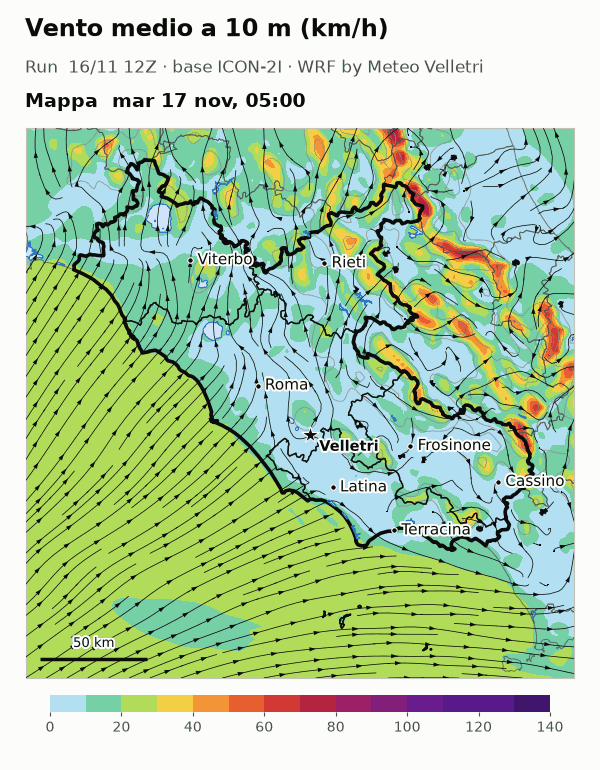 Vento medio a 10 m (km/h)
Run 16/11 12Z · base ICON-2I · WRF by Meteo Velletri
Mappa mar 17 nov, 05:00
Viterbo
Rieti
Roma
Velletri
Frosinone
Latina
Cassino
Terracina
50 km
0 20 40 60 80 100 120 140